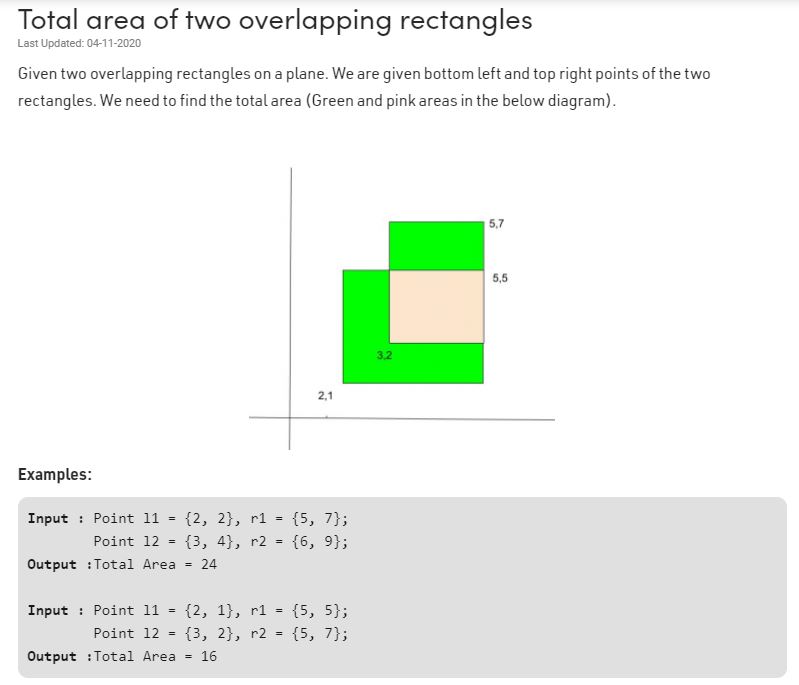 Total area of two overlapping rectangles
Last Updated: 04-11-2020
Given two overlapping rectangles on a plane. We are given bottom left and top right points of the two
rectangles. We need to find the total area (Green and pink areas in the below diagram).
5,7
5,5
3,2
2,1
Examples:
Input : Point l1 = {2, 2}, r1 = {5, 7};
Point l2 = {3, 4}, r2 = {6, 9};
Output :Total Area = 24
Input : Point l1 = {2, 1}, r1 = {5, 5};
Point l2 = {3, 2}, r2 = {5, 7};
Output :Total Area = 16